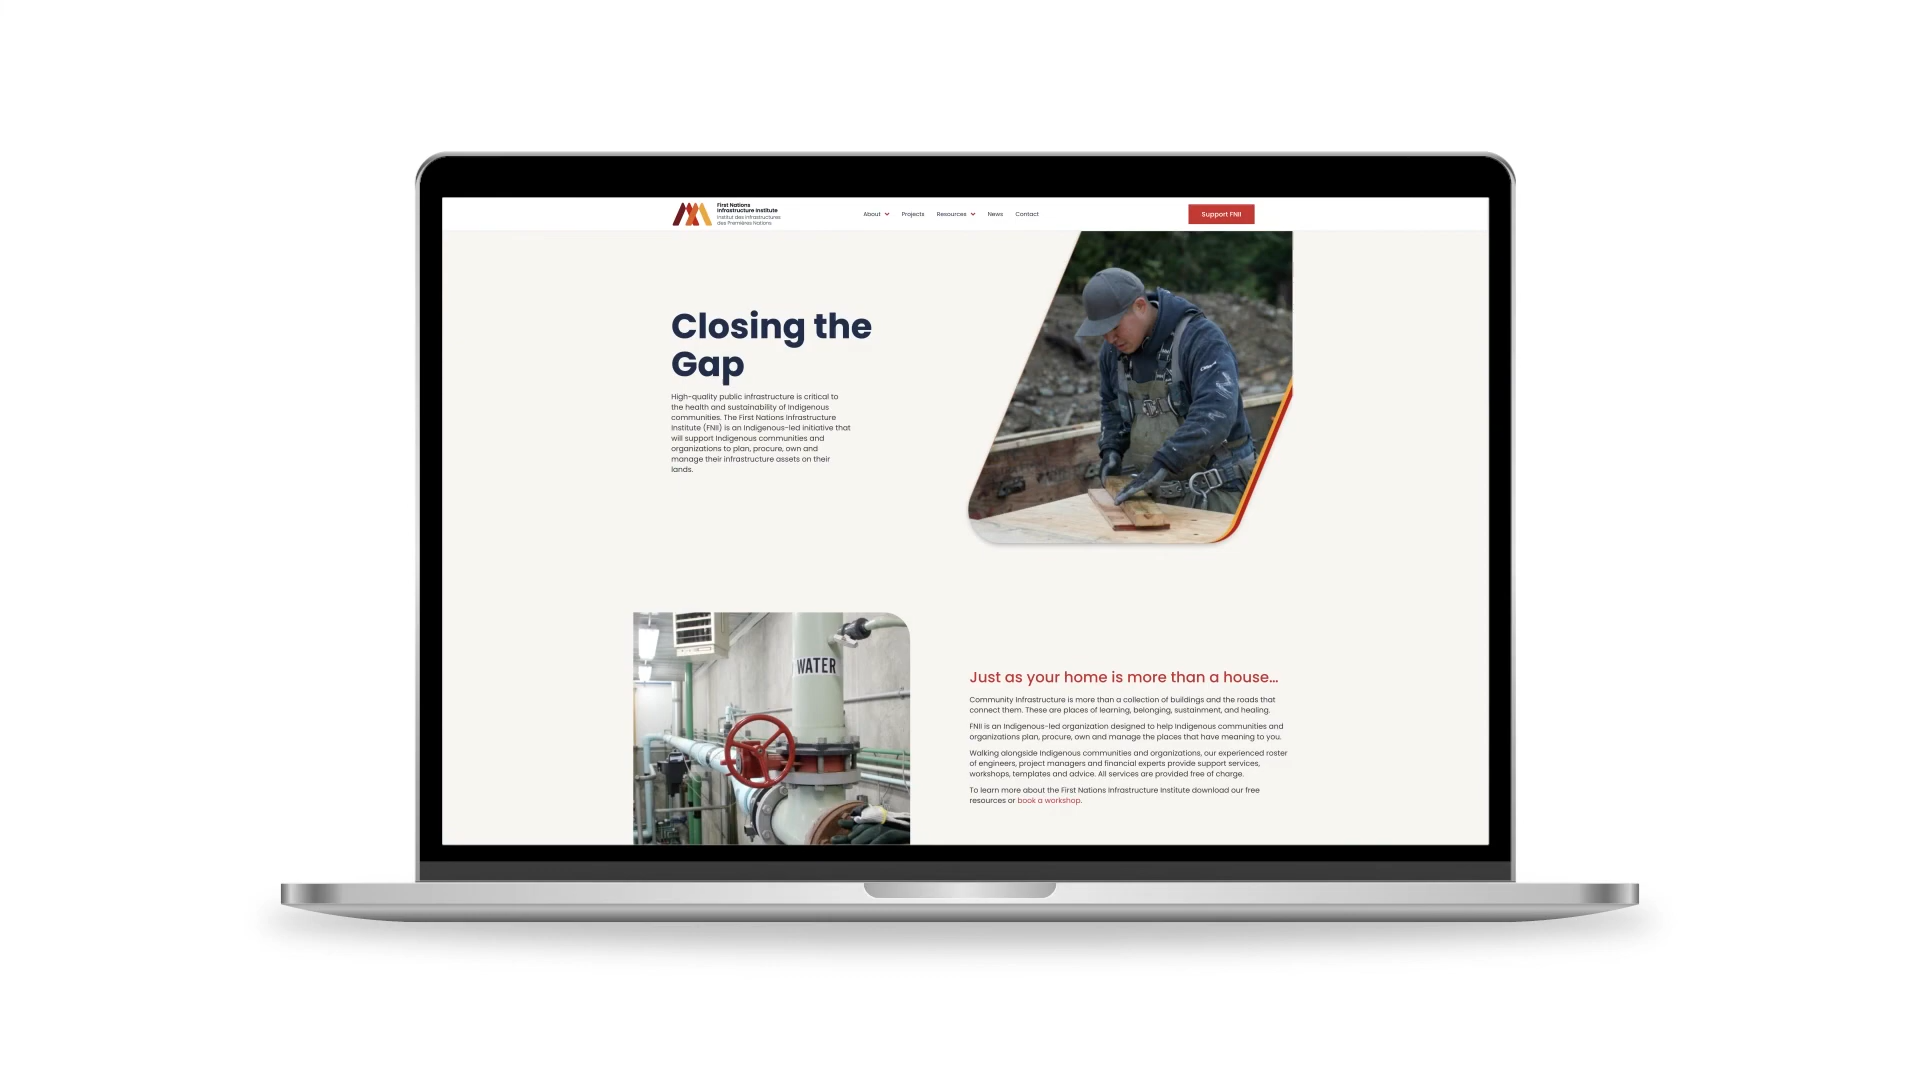 First Nations
Infrastructure Institute
Institut des infrastructures
des Premières Nations
About
Projects
Resources
News
Contact
Support FNII
Closing the
Gap
High-quality public infrastructure is critical to
the health and sustainability of Indigenous
communities. The First Nations Infrastructure
Institute (FNII) is an Indigenous-led initiative that
will support Indigenous communities and
organizations to plan, procure, own and
manage their infrastructure assets on their
lands.
WATER
Just as your home is more than a house...
Community Infrastructure is more than a collection of buildings and the roads that
connect them. These are places of learning, belonging, sustainment, and healing.
FNII is an Indigenous-led organization designed to help Indigenous communities and
organizations plan, procure, own and manage the places that have meaning to you.
Walking alongside Indigenous communities and organizations, our experienced roster
of engineers, project managers and financial experts provide support services,
workshops, templates and advice. All services are provided free of charge.
To learn more about the First Nations Infrastructure Institute download our free
resources or book a workshop.